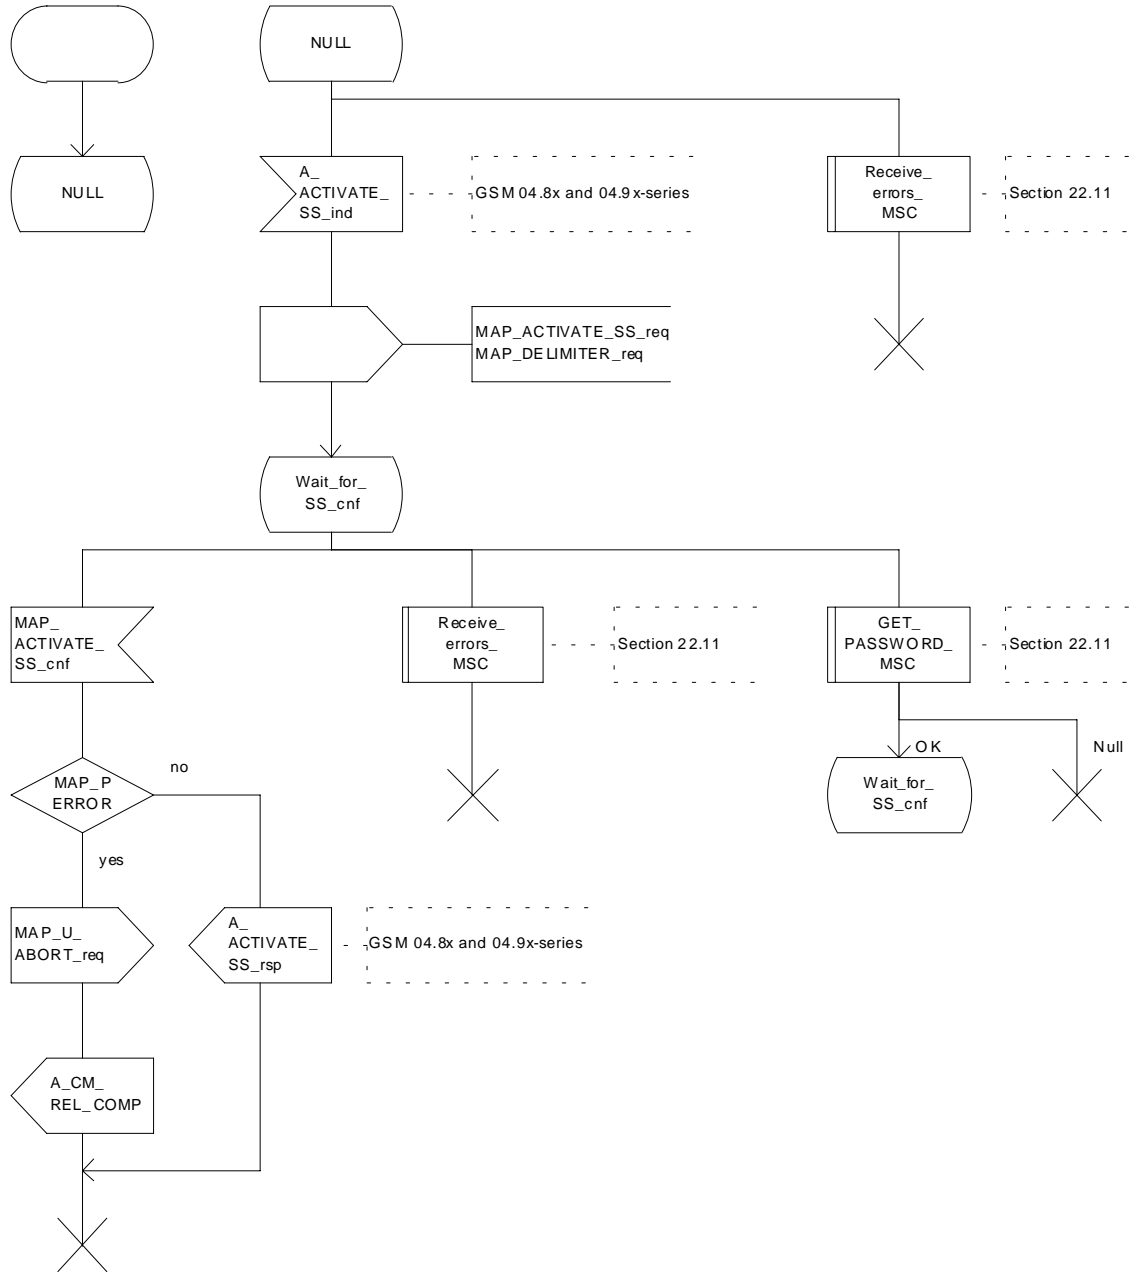 NULL
NULL
A_
ACTIVATE_
SS_ind
GSM 04.8x and 04.9x-series
Receive_
errors_
MSC
Section 22.11
MAP_ACTIVATE_SS_req
MAP_DELIMITER_req
Wait_for_
SS_cnf
MAP_
ACTIVATE_
SS_cnf
Receive_
errors_
MSC
Section 22.11
GET_
PASSWORD_
MSC
Section 22.11
OK
Null
Wait_for_
SS_cnf
MAP_P
ERROR
no
yes
MAP_U_
ABORT_req
A_
ACTIVATE_
SS_rsp
GSM 04.8x and 04.9x-series
A_CM_
REL_COMP